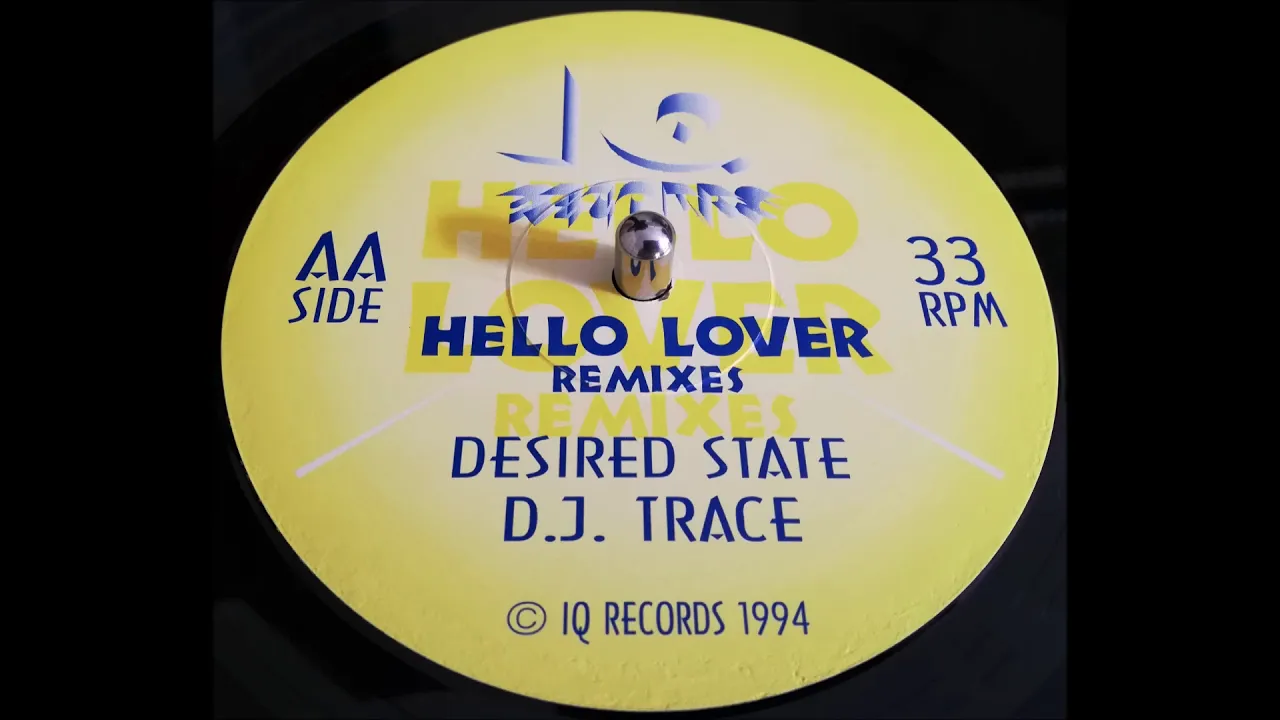 IQ
RECORDS
AA
SIDE
33
RPM
HELLO
LOVER
REMIXES
HELLO LOVER
REMIXES
DESIRED STATE
D.J. TRACE
© IQ RECORDS 1994